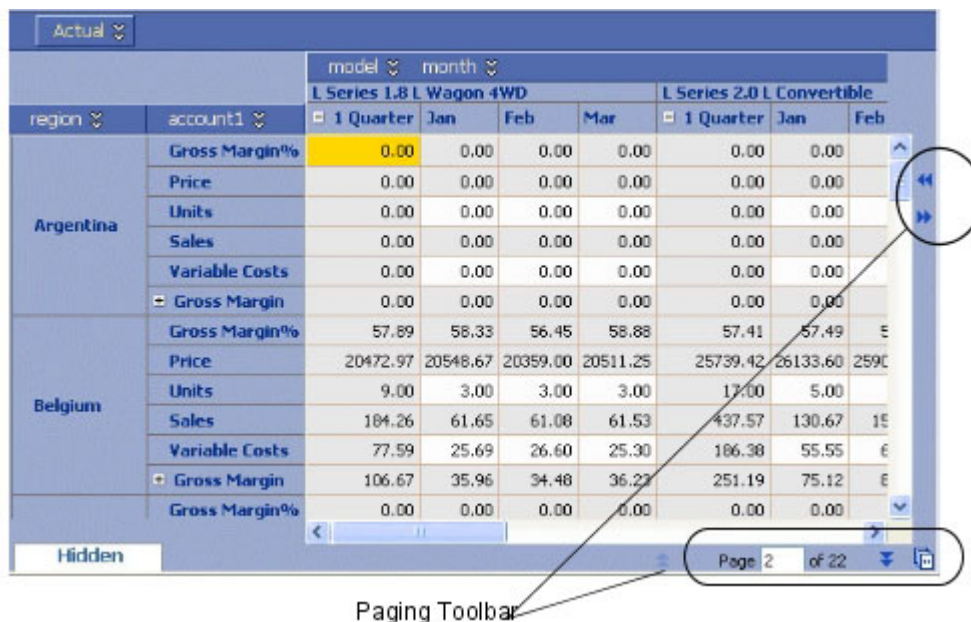 Actual
model month
L Series 1.8 L Wagon 4WD L Series 2.0 L Convertible
region account1 1 Quarter Jan Feb Mar 1 Quarter Jan Feb
Gross Margin% 0.00 0.00 0.00 0.00 0.00 0.00
Price 0.00 0.00 0.00 0.00 0.00 0.00
Argentina Units 0.00 0.00 0.00 0.00 0.00 0.00
Sales 0.00 0.00 0.00 0.00 0.00 0.00
Variable Costs 0.00 0.00 0.00 0.00 0.00 0.00
Gross Margin 0.00 0.00 0.00 0.00 0.00 0.00
Gross Margin% 57.89 58.33 56.45 58.88 57.41 57.49
Price 20472.97 20548.67 20359.00 20511.25 25739.42 26133.60
Belgium Units 9.00 3.00 3.00 3.00 17.00 5.00
Sales 184.26 61.65 61.08 61.53 437.57 130.67
Variable Costs 77.59 25.69 26.60 25.30 186.38 55.55
Gross Margin 106.67 35.96 34.48 36.23 251.19 75.12
Gross Margin% 0.00 0.00 0.00 0.00 0.00 0.00
Hidden Page 2 of 22
Paging Toolbar